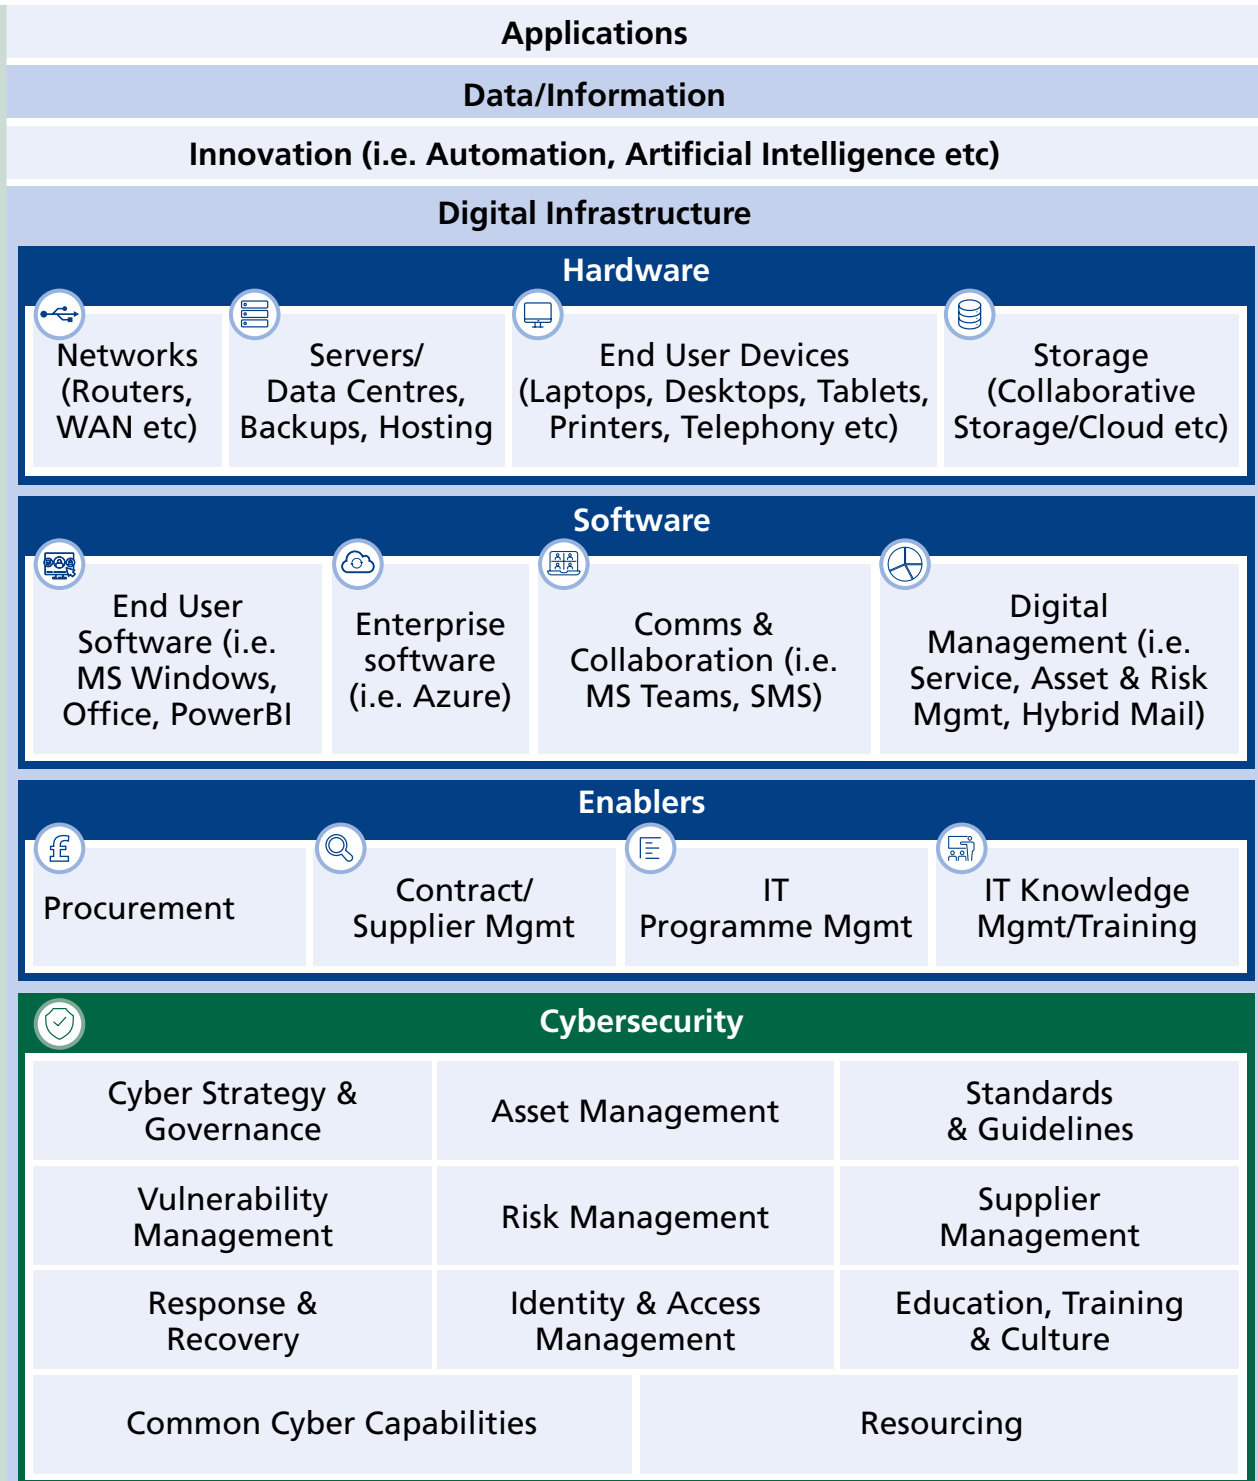 Applications
Data/Information
Innovation (i.e. Automation, Artificial Intelligence etc)
Digital Infrastructure
Hardware
Networks
(Routers,
WAN etc)
Servers/
Data Centres,
Backups, Hosting
End User Devices
(Laptops, Desktops, Tablets,
Printers, Telephony etc)
Storage
(Collaborative
Storage/Cloud etc)
Software
End User
Software (i.e.
MS Windows,
Office, PowerBI
Enterprise
software
(i.e. Azure)
Comms &
Collaboration (i.e.
MS Teams, SMS)
Digital
Management (i.e.
Service, Asset & Risk
Mgmt, Hybrid Mail)
Enablers
£
Procurement
Contract/
Supplier Mgmt
IT
Programme Mgmt
IT Knowledge
Mgmt/Training
Cybersecurity
Cyber Strategy &
Governance
Asset Management
Standards
& Guidelines
Vulnerability
Management
Risk Management
Supplier
Management
Response &
Recovery
Identity & Access
Management
Education, Training
& Culture
Common Cyber Capabilities
Resourcing